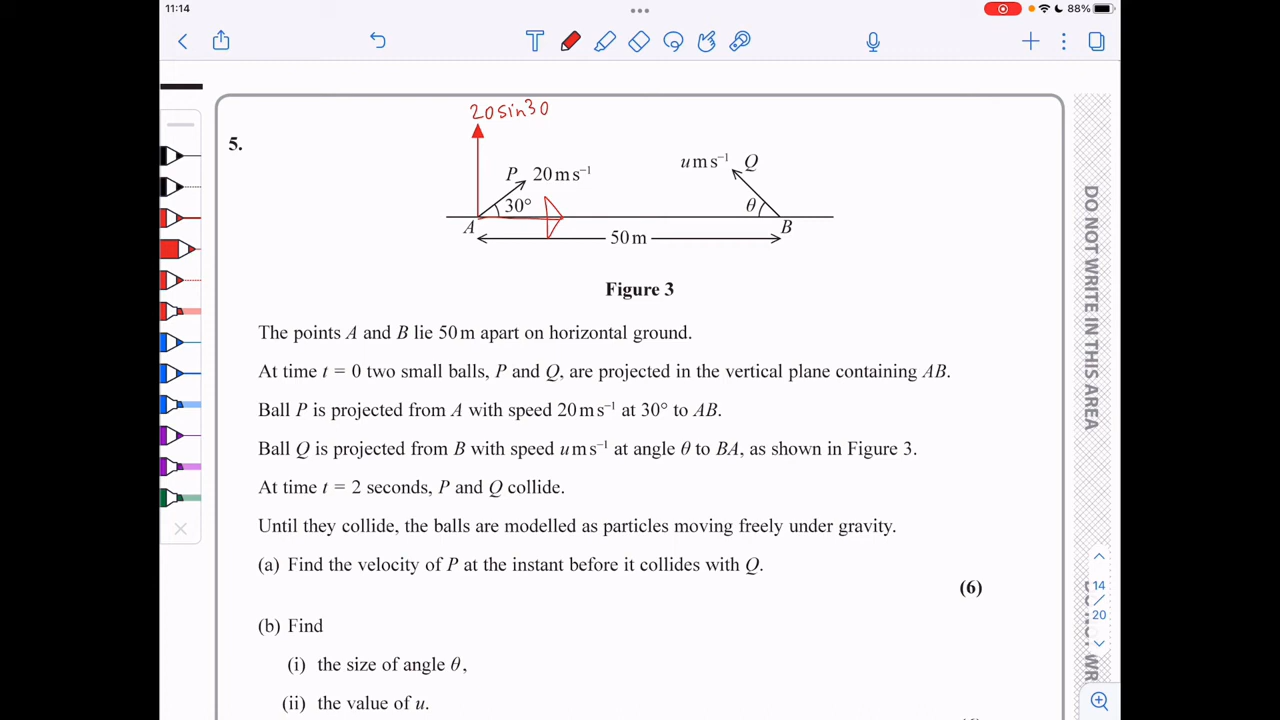 11:14
88%
20sin30
5.
P 20 m s⁻¹
u m s⁻¹ Q
30°
θ
A
B
50 m
Figure 3
The points A and B lie 50 m apart on horizontal ground.
At time t = 0 two small balls, P and Q, are projected in the vertical plane containing AB.
Ball P is projected from A with speed 20 m s⁻¹ at 30° to AB.
Ball Q is projected from B with speed u m s⁻¹ at angle θ to BA, as shown in Figure 3.
At time t = 2 seconds, P and Q collide.
Until they collide, the balls are modelled as particles moving freely under gravity.
(a) Find the velocity of P at the instant before it collides with Q.
(6)
(b) Find
(i) the size of angle θ,
(ii) the value of u.
DO NOT WRITE IN THIS AREA
14
/
20